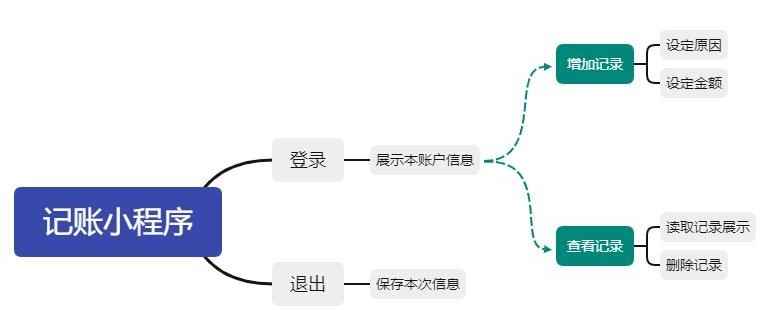 记账小程序
登录
展示本账户信息
增加记录
设定原因
设定金额
查看记录
读取记录展示
删除记录
退出
保存本次信息